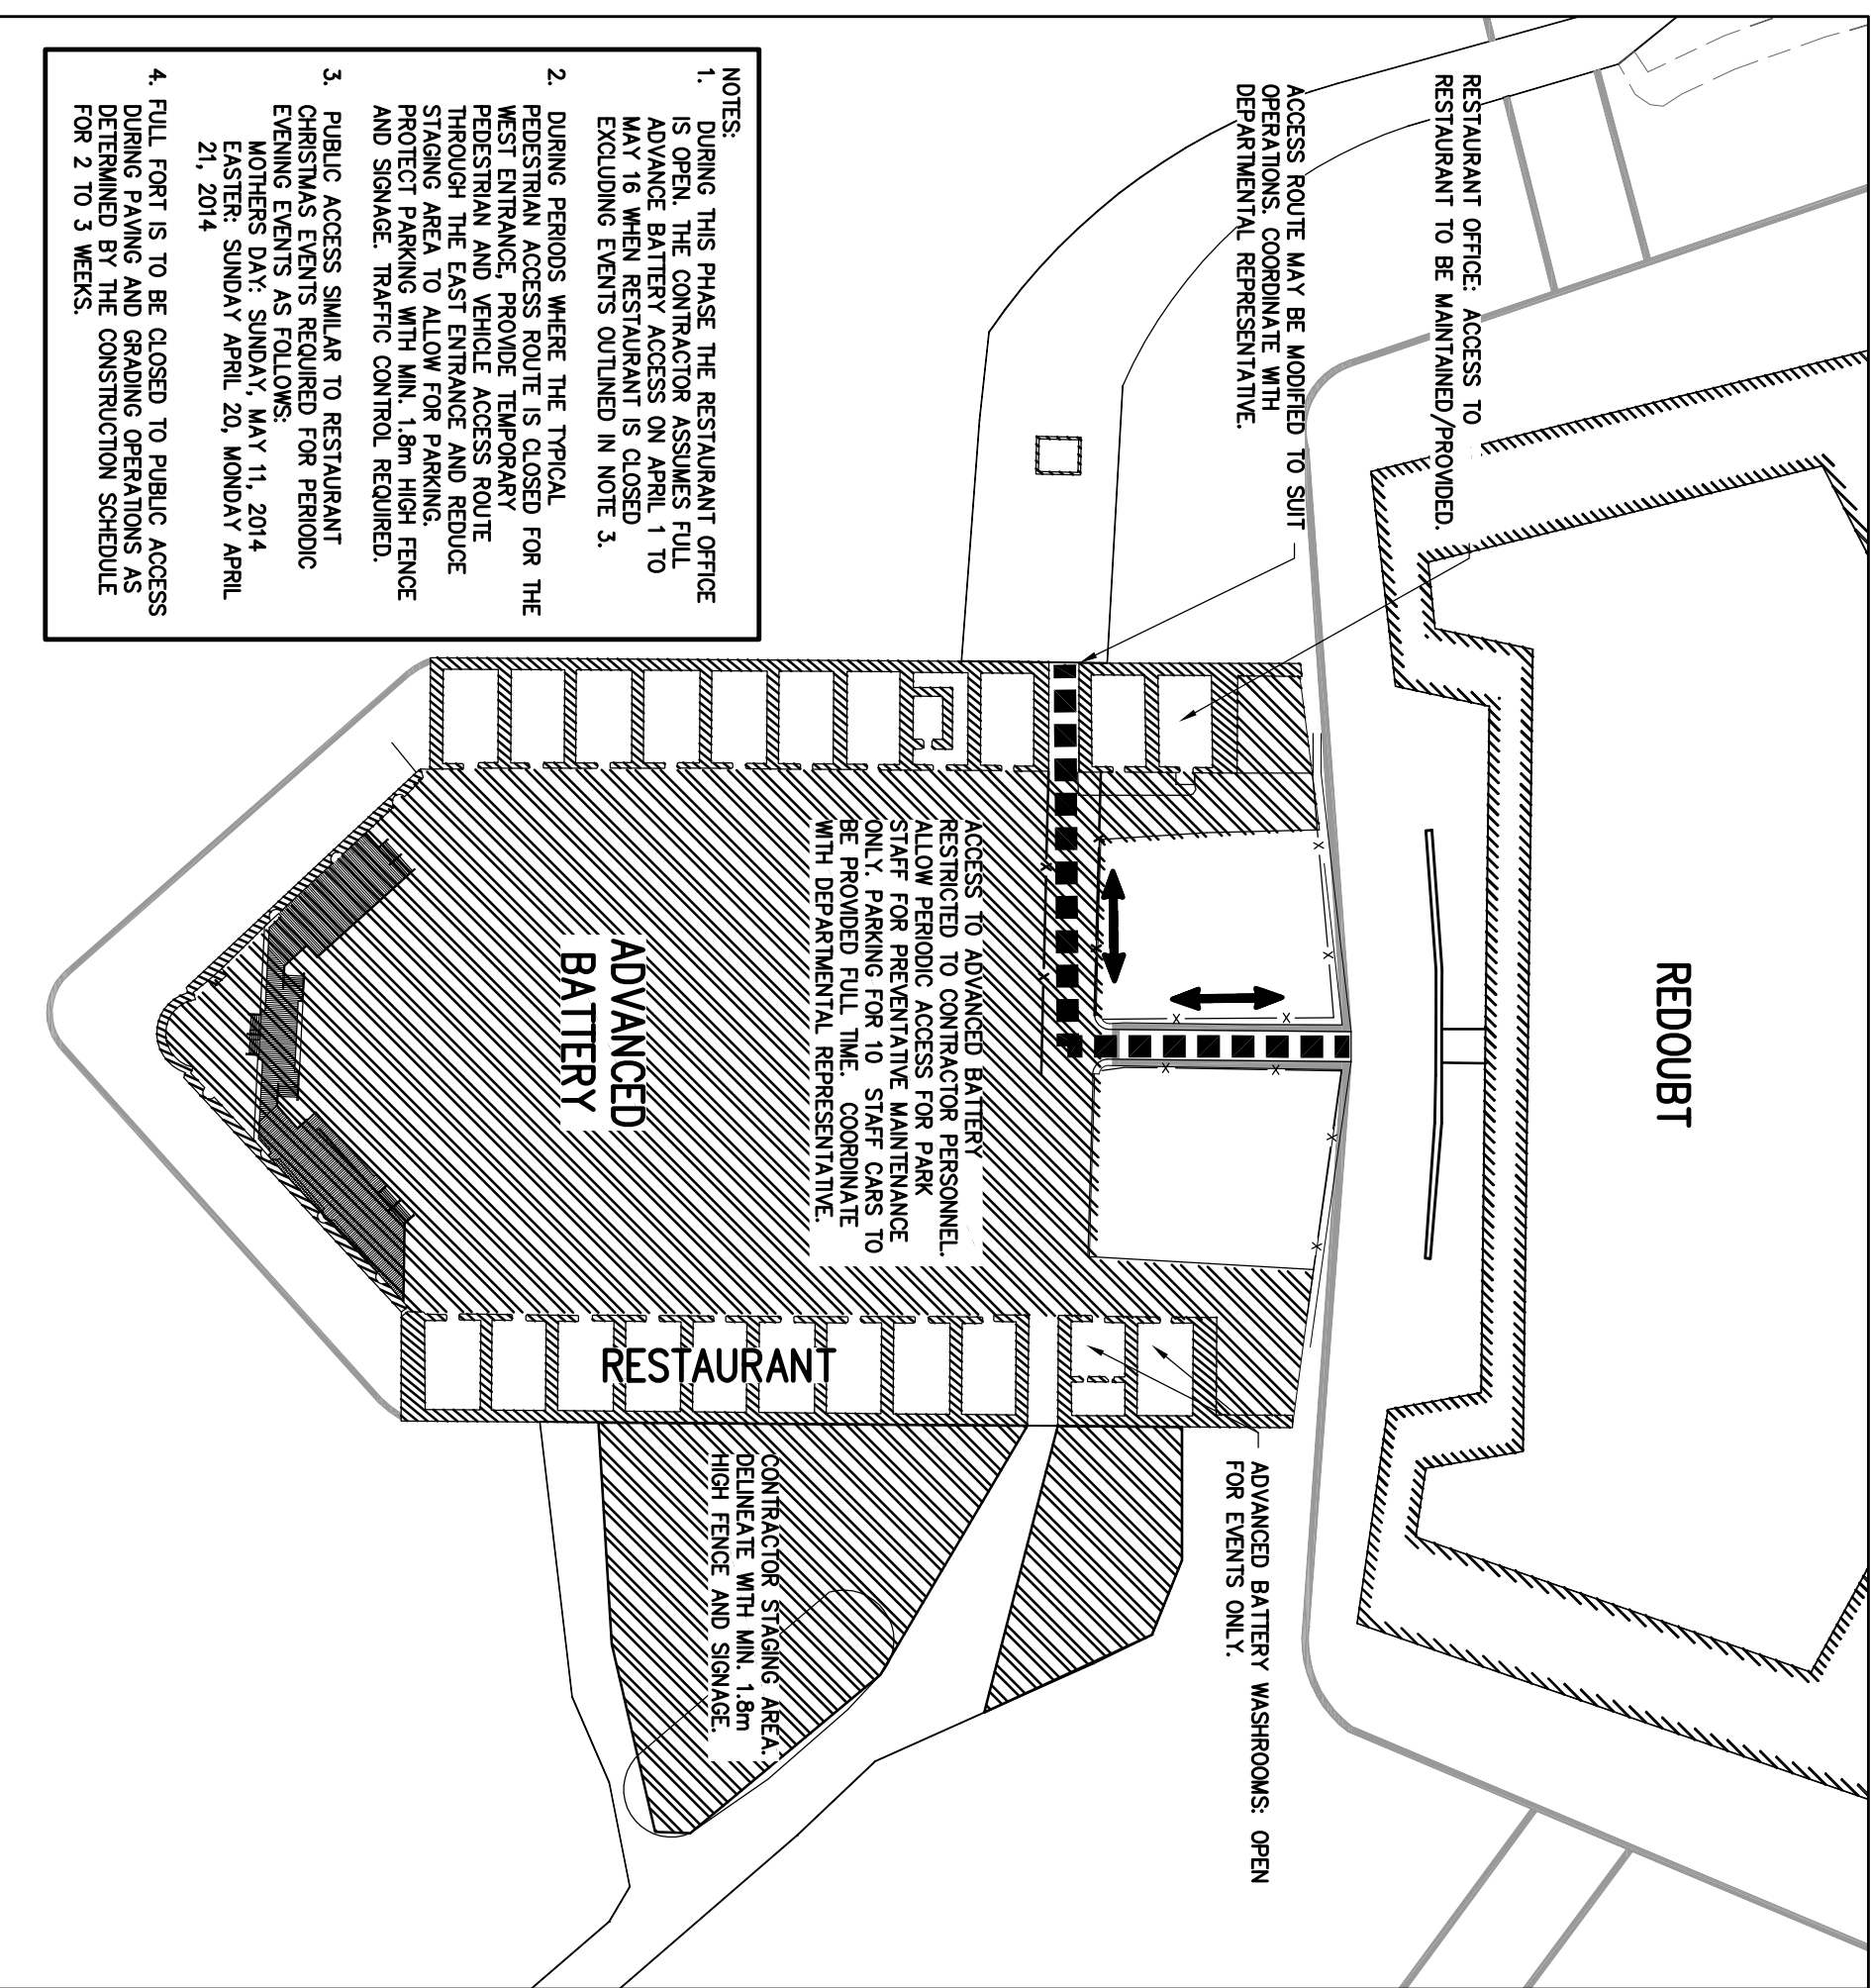 RESTAURANT OFFICE: ACCESS TO
RESTAURANT TO BE MAINTAINED/PROVIDED.
ACCESS ROUTE MAY BE MODIFIED TO SUIT
OPERATIONS. COORDINATE WITH
DEPARTMENTAL REPRESENTATIVE.
REDOUBT
NOTES:
1. DURING THIS PHASE THE RESTAURANT OFFICE
IS OPEN. THE CONTRACTOR ASSUMES FULL
ADVANCE BATTERY ACCESS ON APRIL 1 TO
MAY 16 WHEN RESTAURANT IS CLOSED
EXCLUDING EVENTS OUTLINED IN NOTE 3.
2. DURING PERIODS WHERE THE TYPICAL
PEDESTRIAN ACCESS ROUTE IS CLOSED FOR THE
WEST ENTRANCE, PROVIDE TEMPORARY
PEDESTRIAN AND VEHICLE ACCESS ROUTE
THROUGH THE EAST ENTRANCE AND REDUCE
STAGING AREA TO ALLOW FOR PARKING.
PROTECT PARKING WITH MIN. 1.8m HIGH FENCE
AND SIGNAGE. TRAFFIC CONTROL REQUIRED.
3. PUBLIC ACCESS SIMILAR TO RESTAURANT
CHRISTMAS EVENTS REQUIRED FOR PERIODIC
EVENING EVENTS AS FOLLOWS:
MOTHERS DAY: SUNDAY, MAY 11, 2014
EASTER: SUNDAY APRIL 20, MONDAY APRIL
21, 2014
4. FULL FORT IS TO BE CLOSED TO PUBLIC ACCESS
DURING PAVING AND GRADING OPERATIONS AS
DETERMINED BY THE CONSTRUCTION SCHEDULE
FOR 2 TO 3 WEEKS.
ACCESS TO ADVANCED BATTERY
RESTRICTED TO CONTRACTOR PERSONNEL.
ALLOW PERIODIC ACCESS FOR PARK
STAFF FOR PREVENTATIVE MAINTENANCE
ONLY. PARKING FOR 10 STAFF CARS TO
BE PROVIDED FULL TIME. COORDINATE
WITH DEPARTMENTAL REPRESENTATIVE.
ADVANCED
BATTERY
RESTAURANT
ADVANCED BATTERY WASHROOMS: OPEN
FOR EVENTS ONLY.
CONTRACTOR STAGING AREA.
DELINEATE WITH MIN. 1.8m
HIGH FENCE AND SIGNAGE.